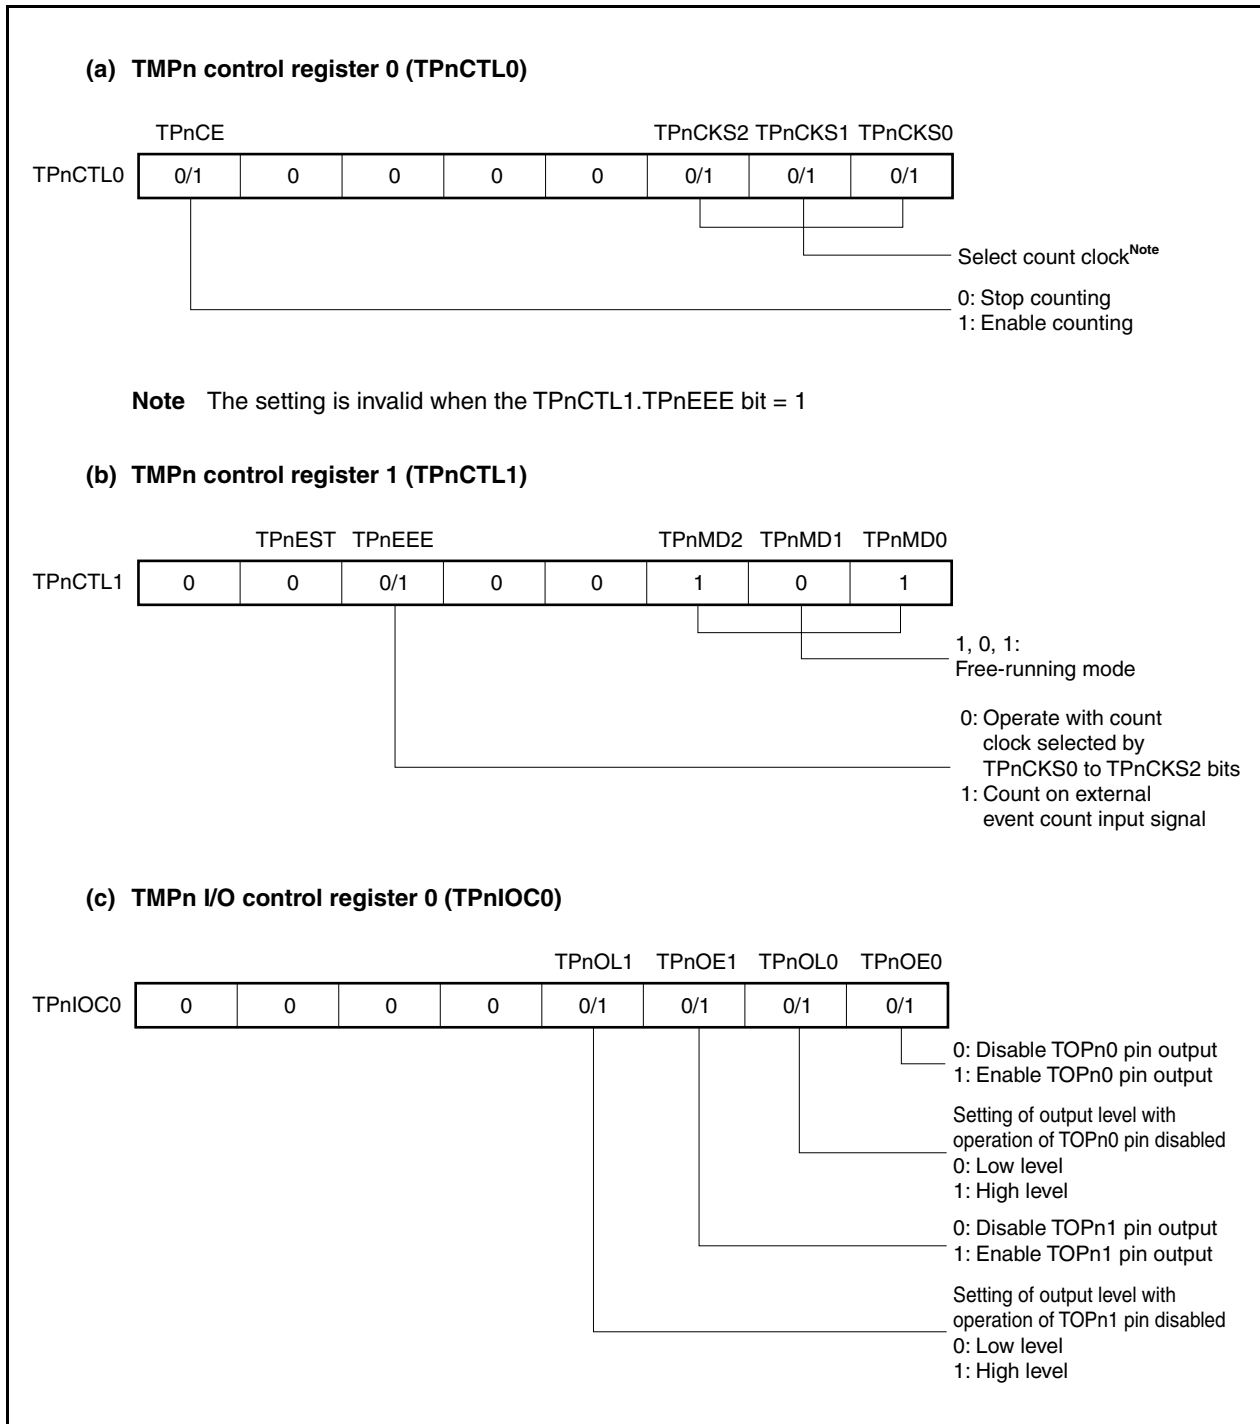 (a) TMPn control register 0 (TPnCTL0)
TPnCE TPnCKS2 TPnCKS1 TPnCKS0
TPnCTL0 0/1 0 0 0 0 0/1 0/1 0/1
Select count clockNote
0: Stop counting
1: Enable counting
Note The setting is invalid when the TPnCTL1.TPnEEE bit = 1
(b) TMPn control register 1 (TPnCTL1)
TPnEST TPnEEE TPnMD2 TPnMD1 TPnMD0
TPnCTL1 0 0 0/1 0 0 1 0 1
1, 0, 1:
Free-running mode
0: Operate with count
clock selected by
TPnCKS0 to TPnCKS2 bits
1: Count on external
event count input signal
(c) TMPn I/O control register 0 (TPnIOC0)
TPnOL1 TPnOE1 TPnOL0 TPnOE0
TPnIOC0 0 0 0 0 0/1 0/1 0/1 0/1
0: Disable TOPn0 pin output
1: Enable TOPn0 pin output
Setting of output level with
operation of TOPn0 pin disabled
0: Low level
1: High level
0: Disable TOPn1 pin output
1: Enable TOPn1 pin output
Setting of output level with
operation of TOPn1 pin disabled
0: Low level
1: High level